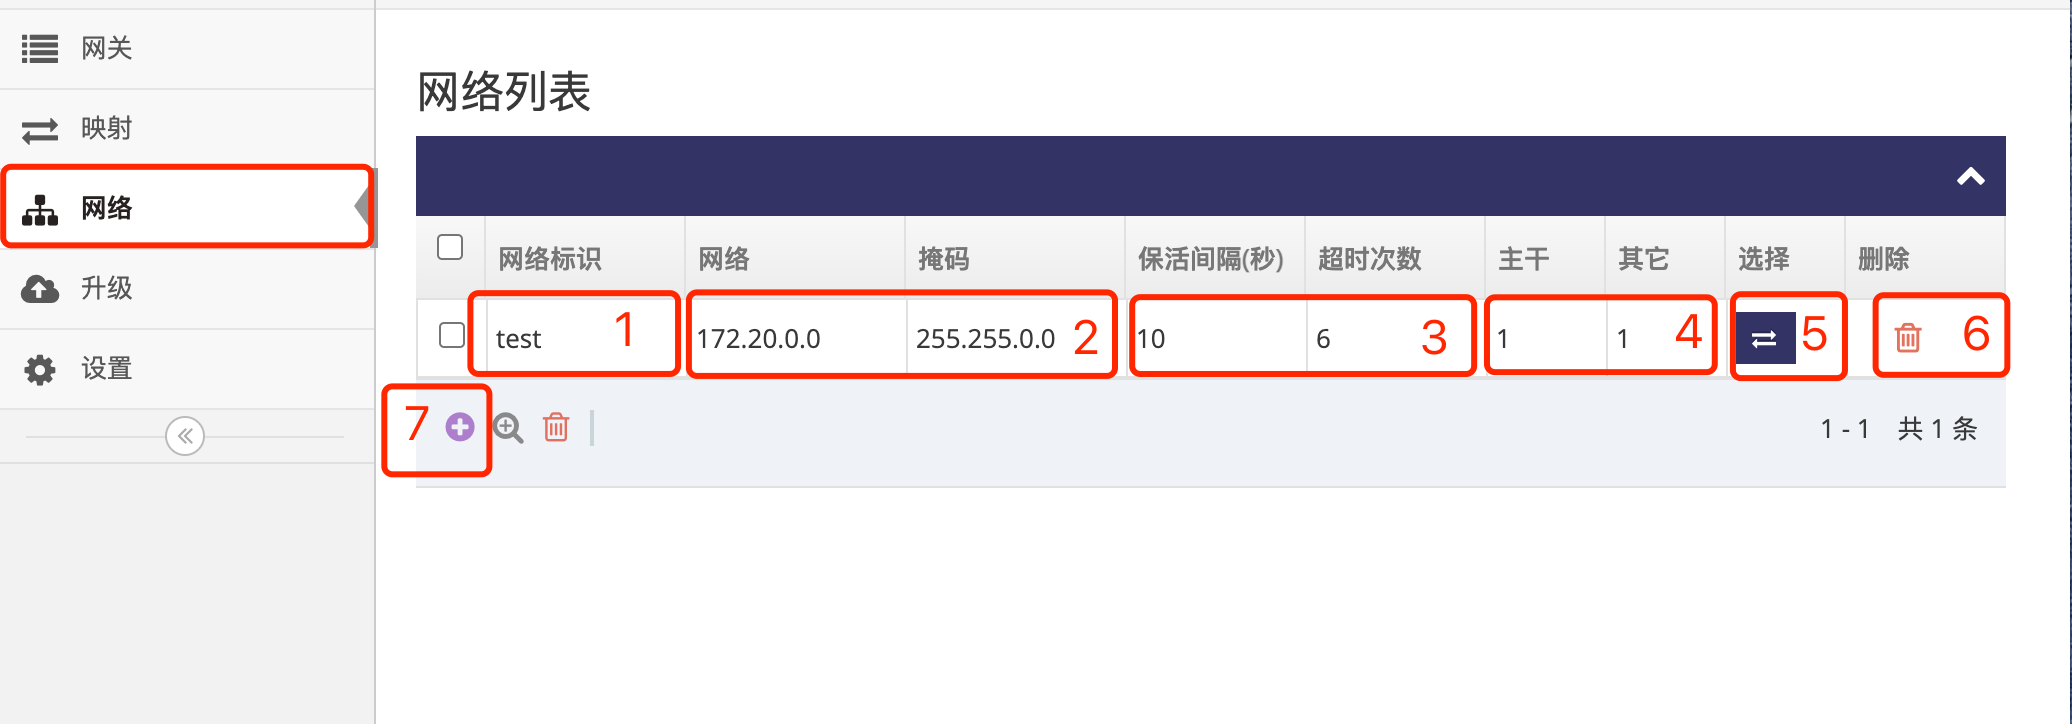 网关
映射
网络
升级
设置
网络列表
网络标识 网络 掩码 保活间隔(秒) 超时次数 主干 其它 选择 删除
test 1 172.20.0.0 255.255.0.0 2 10 6 3 1 1 4 5 6
7 1 - 1 共 1 条